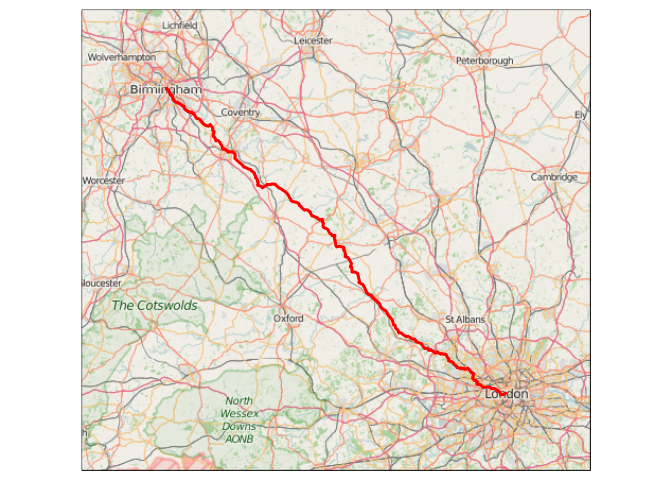 Lichfield
Leicester
Wolverhampton
Peterborough
Birmingham
Coventry
Ely
Worcester
Cambridge
loucester
The Cotswolds
Oxford
St Albans
London
North
Wessex
Downs
AONB
h